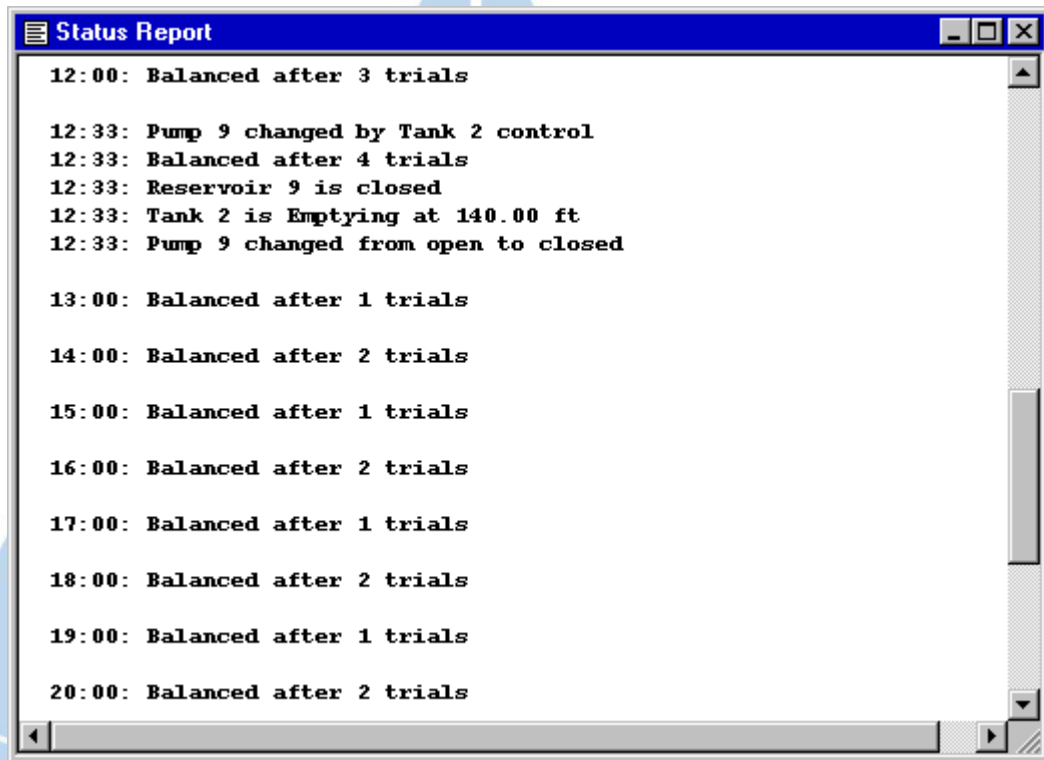 Status Report
12:00: Balanced after 3 trials
12:33: Pump 9 changed by Tank 2 control
12:33: Balanced after 4 trials
12:33: Reservoir 9 is closed
12:33: Tank 2 is Emptying at 140.00 ft
12:33: Pump 9 changed from open to closed
13:00: Balanced after 1 trials
14:00: Balanced after 2 trials
15:00: Balanced after 1 trials
16:00: Balanced after 2 trials
17:00: Balanced after 1 trials
18:00: Balanced after 2 trials
19:00: Balanced after 1 trials
20:00: Balanced after 2 trials